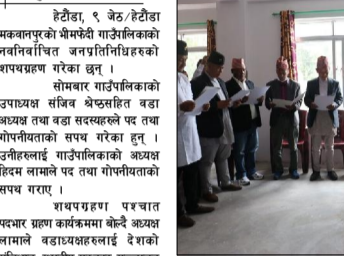 हेटौंडा, ९ जेठ/हेटौंडा
मकवानपुरको भीमफेदी गाउँपालिकाको
नवनिर्वाचित जनप्रतिनिधिहरुको
शपथग्रहण गरेका छन् ।
सोमबार गाउँपालिकाको
उपाध्यक्ष संजिव श्रेष्ठसहित वडा
अध्यक्ष तथा वडा सदस्यहरुले पद तथा
गोपनीयताको सपथ गरेका हुन् ।
उनीहरुलाई गाउँपालिकाको अध्यक्ष
हिदम लामाले पद तथा गोपनीयताको
सपथ गराए ।
शथपग्रहण पश्चात
पदभार ग्रहण कार्यक्रममा बोल्दै अध्यक्ष
लामाले वडाध्यक्षहरुलाई देशको